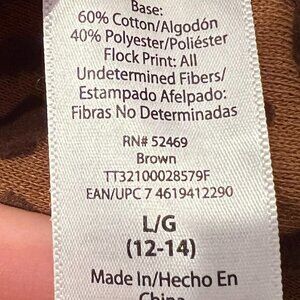 Base:
60% Cotton/Algodón
40% Polyester/Poliéster
Flock Print: All
Undetermined Fibers/
Estampado Afelpado:
Fibras No Determinadas
RN# 52469
Brown
TT32100028579F
EAN/UPC 7 4619412290
L/G
(12-14)
Made In/Hecho En
China